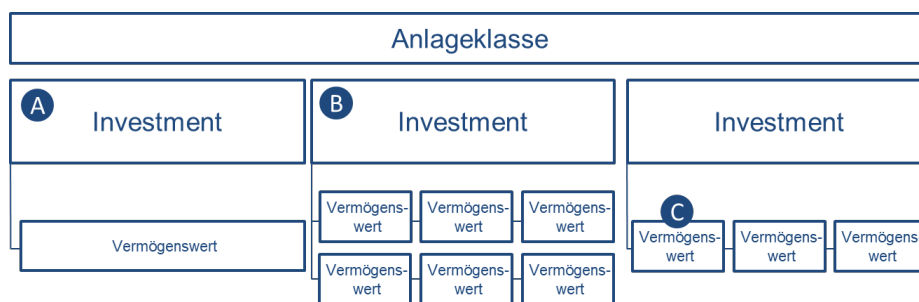 Anlageklasse
A
Investment
B
Investment
Investment
Vermögenswert
Vermögens-
wert
Vermögens-
wert
Vermögens-
wert
C
Vermögens-
wert
Vermögens-
wert
Vermögens-
wert
Vermögens-
wert
Vermögens-
wert
Vermögens-
wert